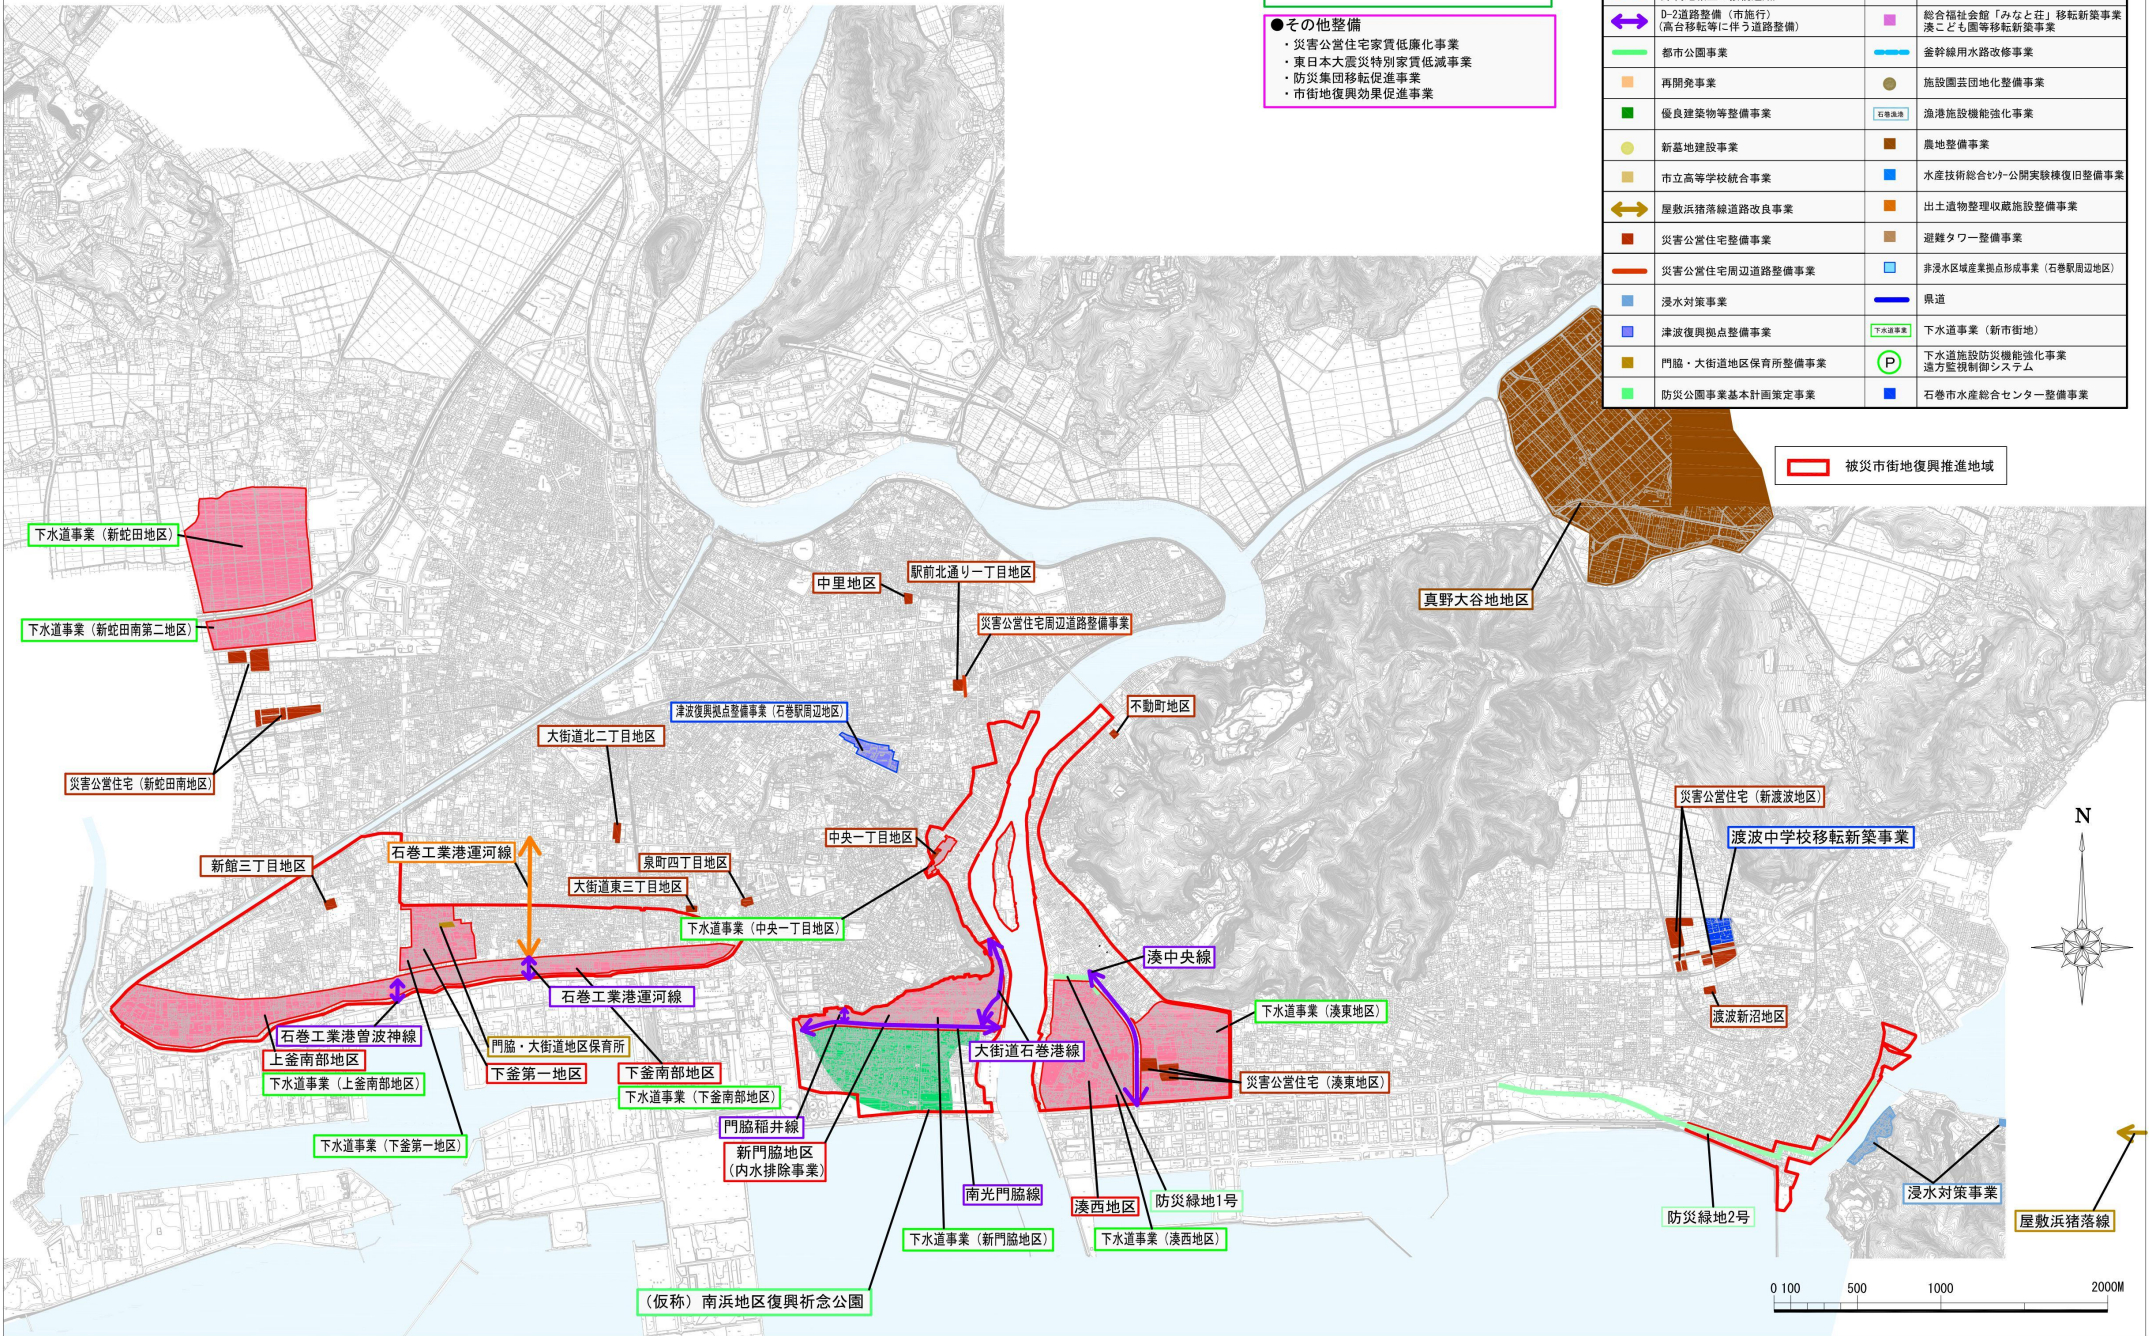 ●その他整備
・災害公営住宅家賃低廉化事業
・東日本大震災特別家賃低減事業
・防災集団移転促進事業
・市街地復興効果促進事業
D-2道路整備（市施行）
（高台移転等に伴う道路整備）
都市公園事業
再開発事業
優良建築物等整備事業
新墓地建設事業
市立高等学校統合事業
屋敷浜猪落線道路改良事業
災害公営住宅整備事業
災害公営住宅周辺道路整備事業
浸水対策事業
津波復興拠点整備事業
門脇・大街道地区保育所整備事業
防災公園事業基本計画策定事業
総合福祉会館「みなと荘」移転新築事業
湊こども園等移転新築事業
釜幹線用水路改修事業
施設園芸団地化整備事業
石巻漁港
漁港施設機能強化事業
農地整備事業
水産技術総合ｾﾝﾀｰ公開実験棟復旧整備事業
出土遺物整理収蔵施設整備事業
避難タワー整備事業
非浸水区域産業拠点形成事業（石巻駅周辺地区）
県道
下水道事業
下水道事業（新市街地）
P
下水道施設防災機能強化事業
遠方監視制御システム
石巻市水産総合センター整備事業
被災市街地復興推進地域
下水道事業（新蛇田地区）
下水道事業（新蛇田南第二地区）
災害公営住宅（新蛇田南地区）
中里地区
駅前北通り一丁目地区
災害公営住宅周辺道路整備事業
真野大谷地地区
不動町地区
津波復興拠点整備事業（石巻駅周辺地区）
大街道北二丁目地区
中央一丁目地区
災害公営住宅（新渡波地区）
渡波中学校移転新築事業
N
石巻工業港運河線
新館三丁目地区
泉町四丁目地区
大街道東三丁目地区
下水道事業（中央一丁目地区）
湊中央線
石巻工業港運河線
下水道事業（湊東地区）
渡波新沼地区
石巻工業港曽波神線
門脇・大街道地区保育所
大街道石巻港線
上釜南部地区
下釜第一地区
下釜南部地区
下水道事業（上釜南部地区）
下水道事業（下釜南部地区）
災害公営住宅（湊東地区）
門脇稲井線
下水道事業（下釜第一地区）
新門脇地区
（内水排除事業）
南光門脇線
湊西地区
防災緑地1号
浸水対策事業
防災緑地2号
屋敷浜猪落線
下水道事業（新門脇地区）
下水道事業（湊西地区）
（仮称）南浜地区復興祈念公園
0 100 500 1000 2000M